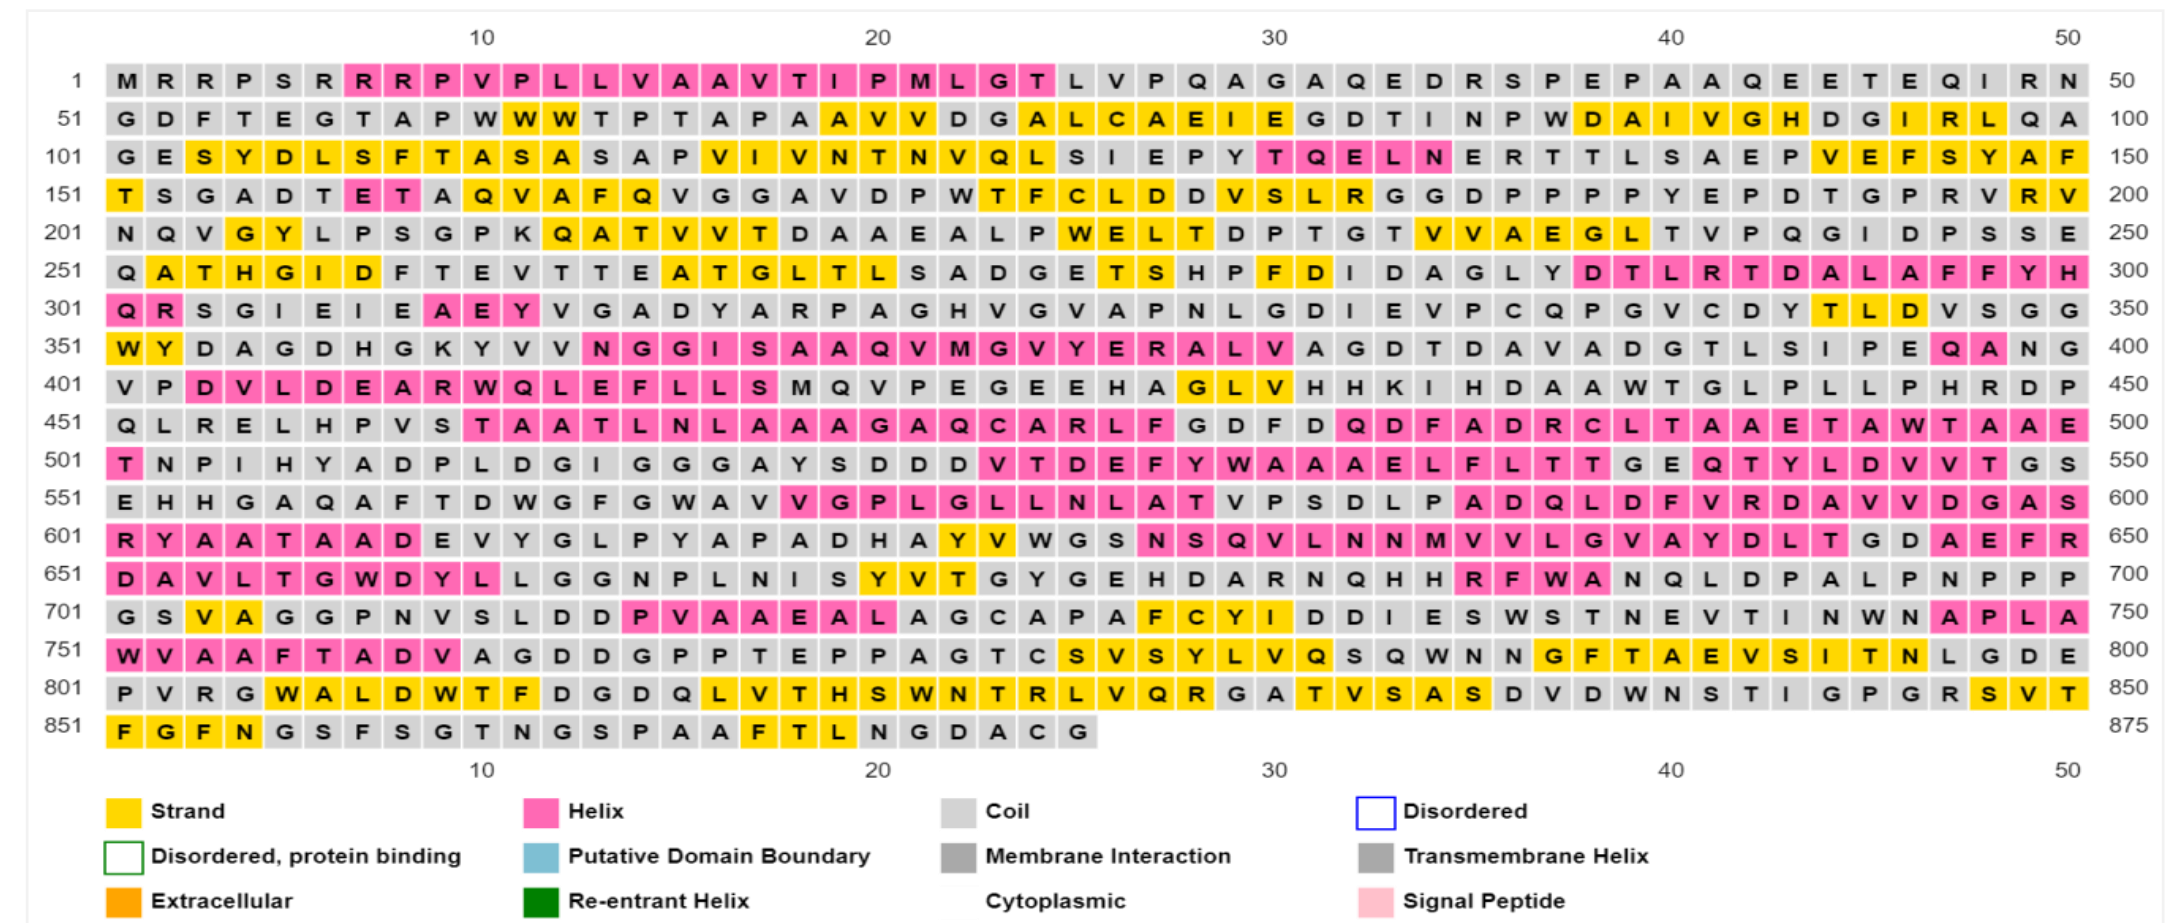 10 20 30 40 50
1 M R R P S R R R P V P L L V A A V T I P M L G T L V P Q A G A Q E D R S P E P A A Q E E T E Q I R N 50
51 G D F T E G T A P W W W T P T A P A A V V D G A L C A E I E G D T I N P W D A I V G H D G I R L Q A 100
101 G E S Y D L S F T A S A S A P V I V N T N V Q L S I E P Y T Q E L N E R T T L S A E P V E F S Y A F 150
151 T S G A D T E T A Q V A F Q V G G A V D P W T F C L D D V S L R G G D P P P P Y E P D T G P R V R V 200
201 N Q V G Y L P S G P K Q A T V V T D A A E A L P W E L T D P T G T V V A E G L T V P Q G I D P S S E 250
251 Q A T H G I D F T E V T T E A T G L T L S A D G E T S H P F D I D A G L Y D T L R T D A L A F F Y H 300
301 Q R S G I E I E A E Y V G A D Y A R P A G H V G V A P N L G D I E V P C Q P G V C D Y T L D V S G G 350
351 W Y D A G D H G K Y V V N G G I S A A Q V M G V Y E R A L V A G D T D A V A D G T L S I P E Q A N G 400
401 V P D V L D E A R W Q L E F L L S M Q V P E G E E H A G L V H H K I H D A A W T G L P L L P H R D P 450
451 Q L R E L H P V S T A A T L N L A A A G A Q C A R L F G D F D Q D F A D R C L T A A E T A W T A A E 500
501 T N P I H Y A D P L D G I G G G A Y S D D D V T D E F Y W A A A E L F L T T G E Q T Y L D V V T G S 550
551 E H H G A Q A F T D W G F G W A V V G P L G L L N L A T V P S D L P A D Q L D F V R D A V V D G A S 600
601 R Y A A T A A D E V Y G L P Y A P A D H A Y V W G S N S Q V L N N M V V L G V A Y D L T G D A E F R 650
651 D A V L T G W D Y L L G G N P L N I S Y V T G Y G E H D A R N Q H H R F W A N Q L D P A L P N P P P 700
701 G S V A G G P N V S L D D P V A A E A L A G C A P A F C Y I D D I E S W S T N E V T I N W N A P L A 750
751 W V A A F T A D V A G D D G P P T E P P A G T C S V S Y L V Q S Q W N N G F T A E V S I T N L G D E 800
801 P V R G W A L D W T F D G D Q L V T H S W N T R L V Q R G A T V S A S D V D W N S T I G P G R S V T 850
851 F G F N G S F S G T N G S P A A F T L N G D A C G 875
10 20 30 40 50
Strand Helix Coil Disordered
Disordered, protein binding Putative Domain Boundary Membrane Interaction Transmembrane Helix
Extracellular Re-entrant Helix Cytoplasmic Signal Peptide